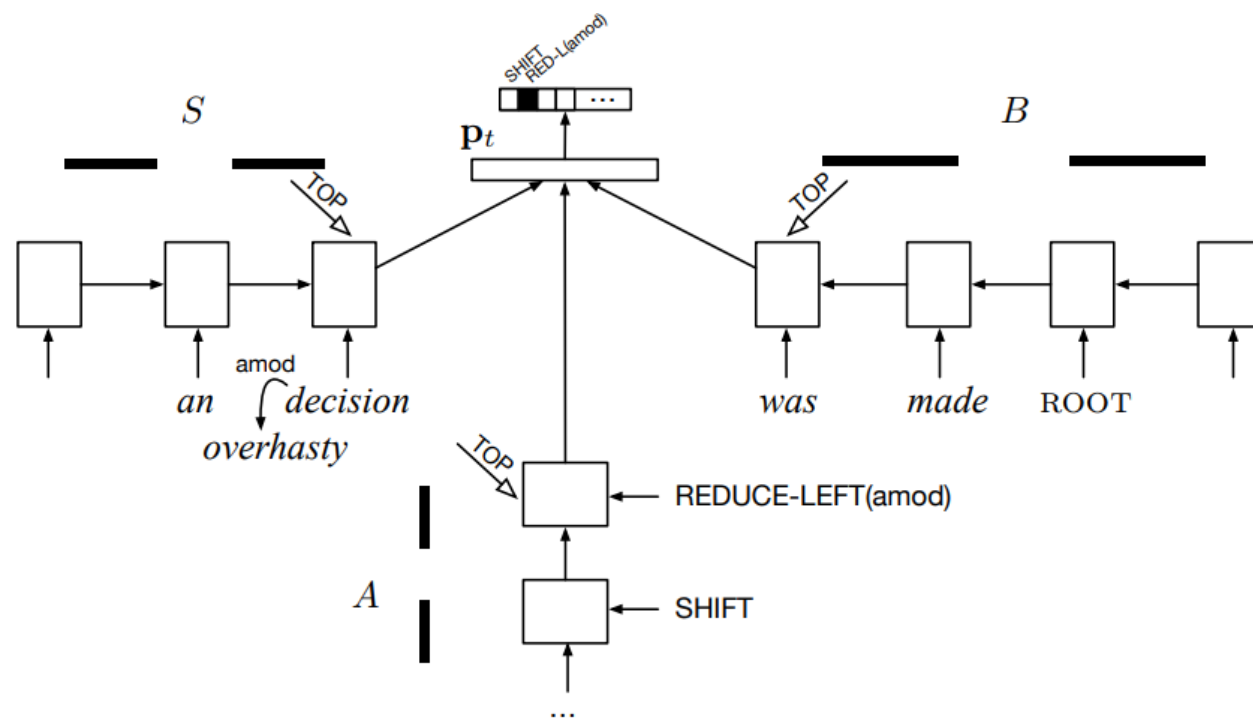 SHIFT
RED-L(amod)
...
S
p_t
B
TOP
TOP
amod
an decision
overhasty
was made ROOT
TOP
REDUCE-LEFT(amod)
A
SHIFT
...